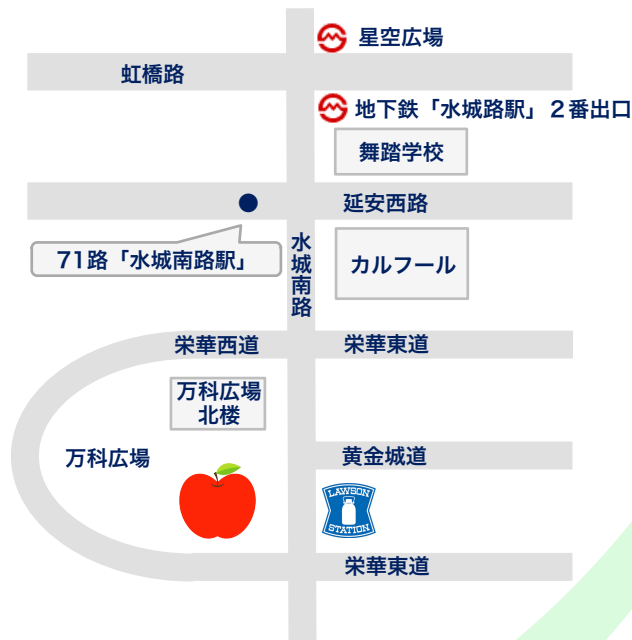 星空広場
虹橋路
地下鉄「水城路駅」２番出口
舞踏学校
延安西路
71路「水城南路駅」
水城南路
カルフール
栄華西道
栄華東道
万科広場
北楼
万科広場
黄金城道
LAWSON
STATION
栄華東道